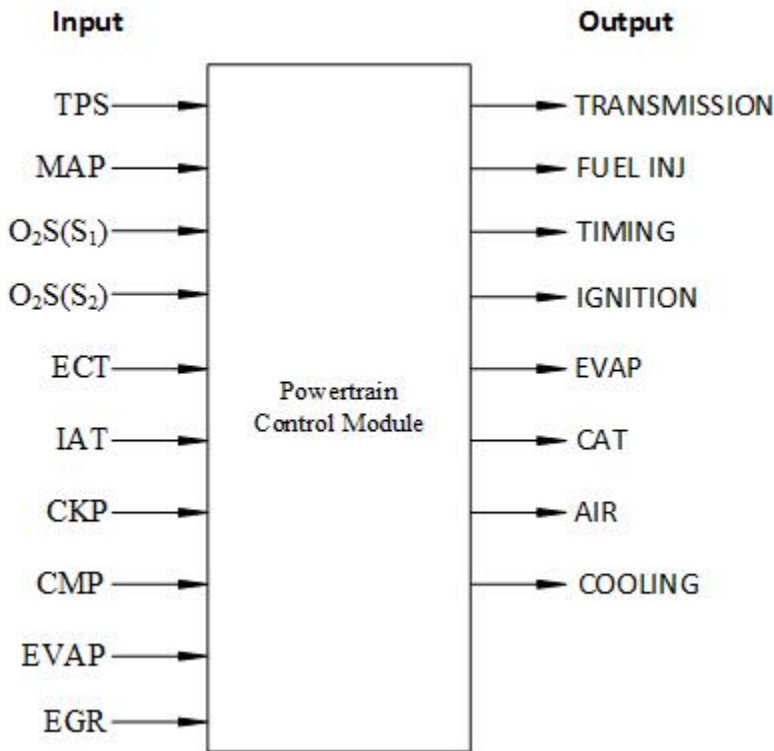 Input
Output
TPS
TRANSMISSION
MAP
FUEL INJ
O₂S(S₁)
TIMING
O₂S(S₂)
IGNITION
ECT
EVAP
Powertrain
Control Module
IAT
CAT
CKP
AIR
CMP
COOLING
EVAP
EGR